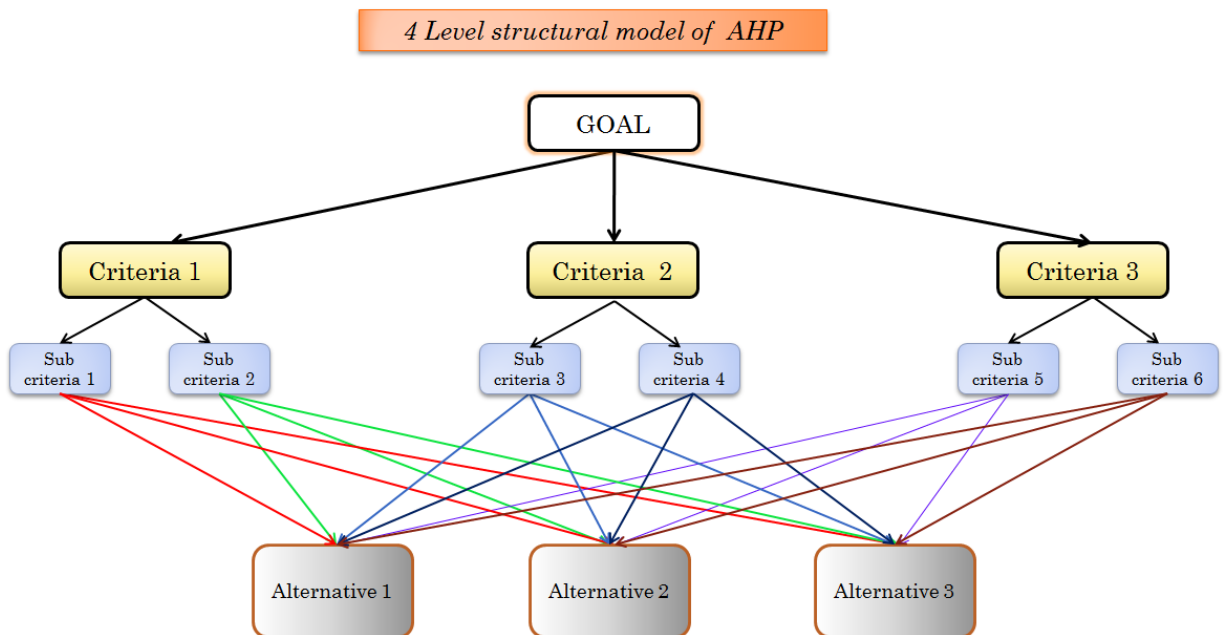 4 Level structural model of AHP
GOAL
Criteria 1
Criteria 2
Criteria 3
Sub
criteria 1
Sub
criteria 2
Sub
criteria 3
Sub
criteria 4
Sub
criteria 5
Sub
criteria 6
Alternative 1
Alternative 2
Alternative 3